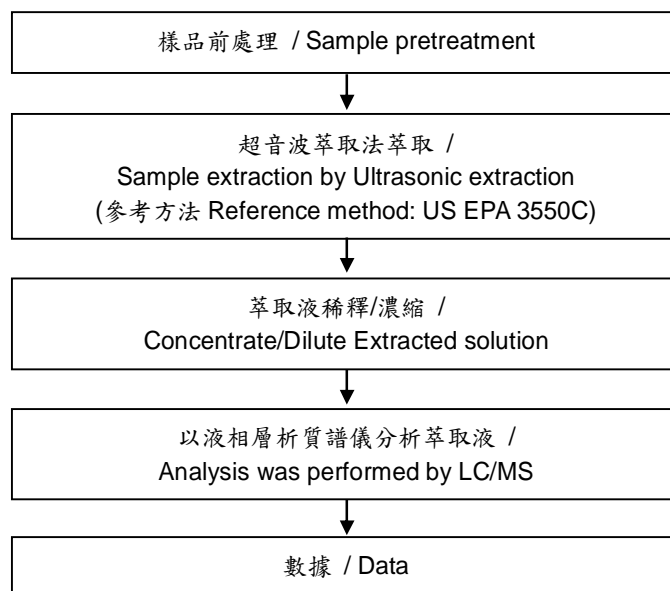 樣品前處理 / Sample pretreatment
超音波萃取法萃取 /
Sample extraction by Ultrasonic extraction
(參考方法 Reference method: US EPA 3550C)
萃取液稀釋/濃縮 /
Concentrate/Dilute Extracted solution
以液相層析質譜儀分析萃取液 /
Analysis was performed by LC/MS
數據 / Data